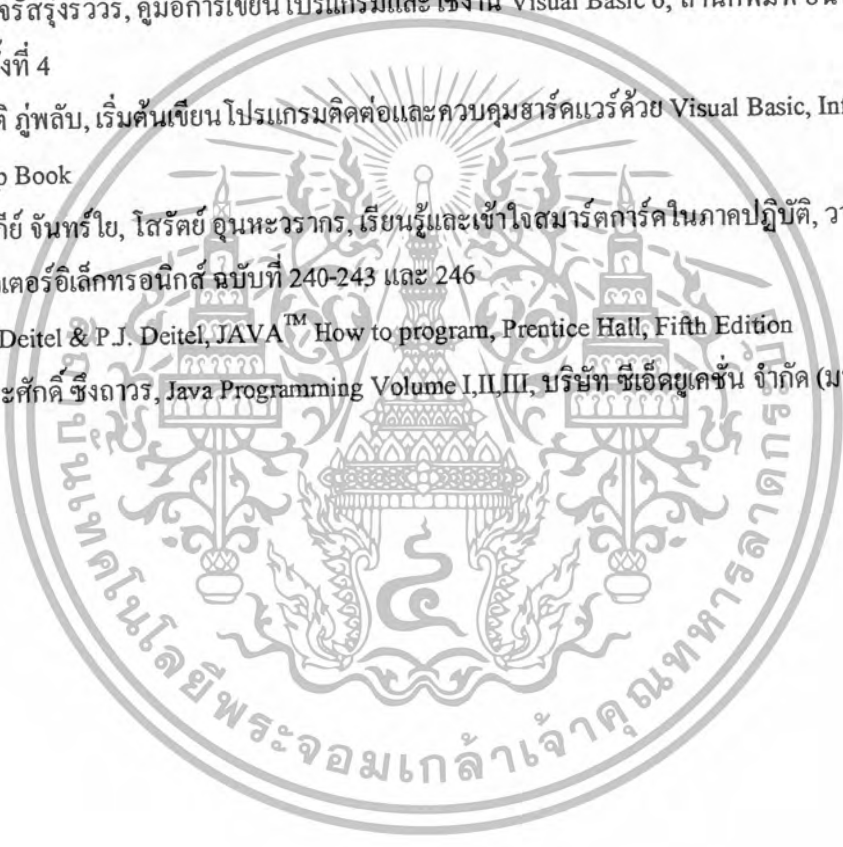 จรัสรุ่งรวีวร, คู่มือการเขียนโปรแกรมและใช้งาน Visual Basic 6,
ที่ 4
ภู่พลับ, เริ่มต้นเขียนโปรแกรมติดต่อและควบคุมฮาร์ดแวร์ด้วย Visual Basic,
Book
จันทร์ใย, โสรัตย์ อุนหะวรากร, เรียนรู้และเข้าใจสมาร์ตการ์ดในภาคปฏิบัติ,
เตอร์อิเล็กทรอนิกส์ ฉบับที่ 240-243 และ 246
Deitel & P.J. Deitel, JAVA™ How to program, Prentice Hall, Fifth Edition
ะศักดิ์ ชึงถาวร, Java Programming Volume I,II,III, บริษัท ซีเอ็ดยูเคชั่น จำกัด (ม
สถาบันเทคโนโลยีพระจอมเกล้าเจ้าคุณทหารลาดกระบัง